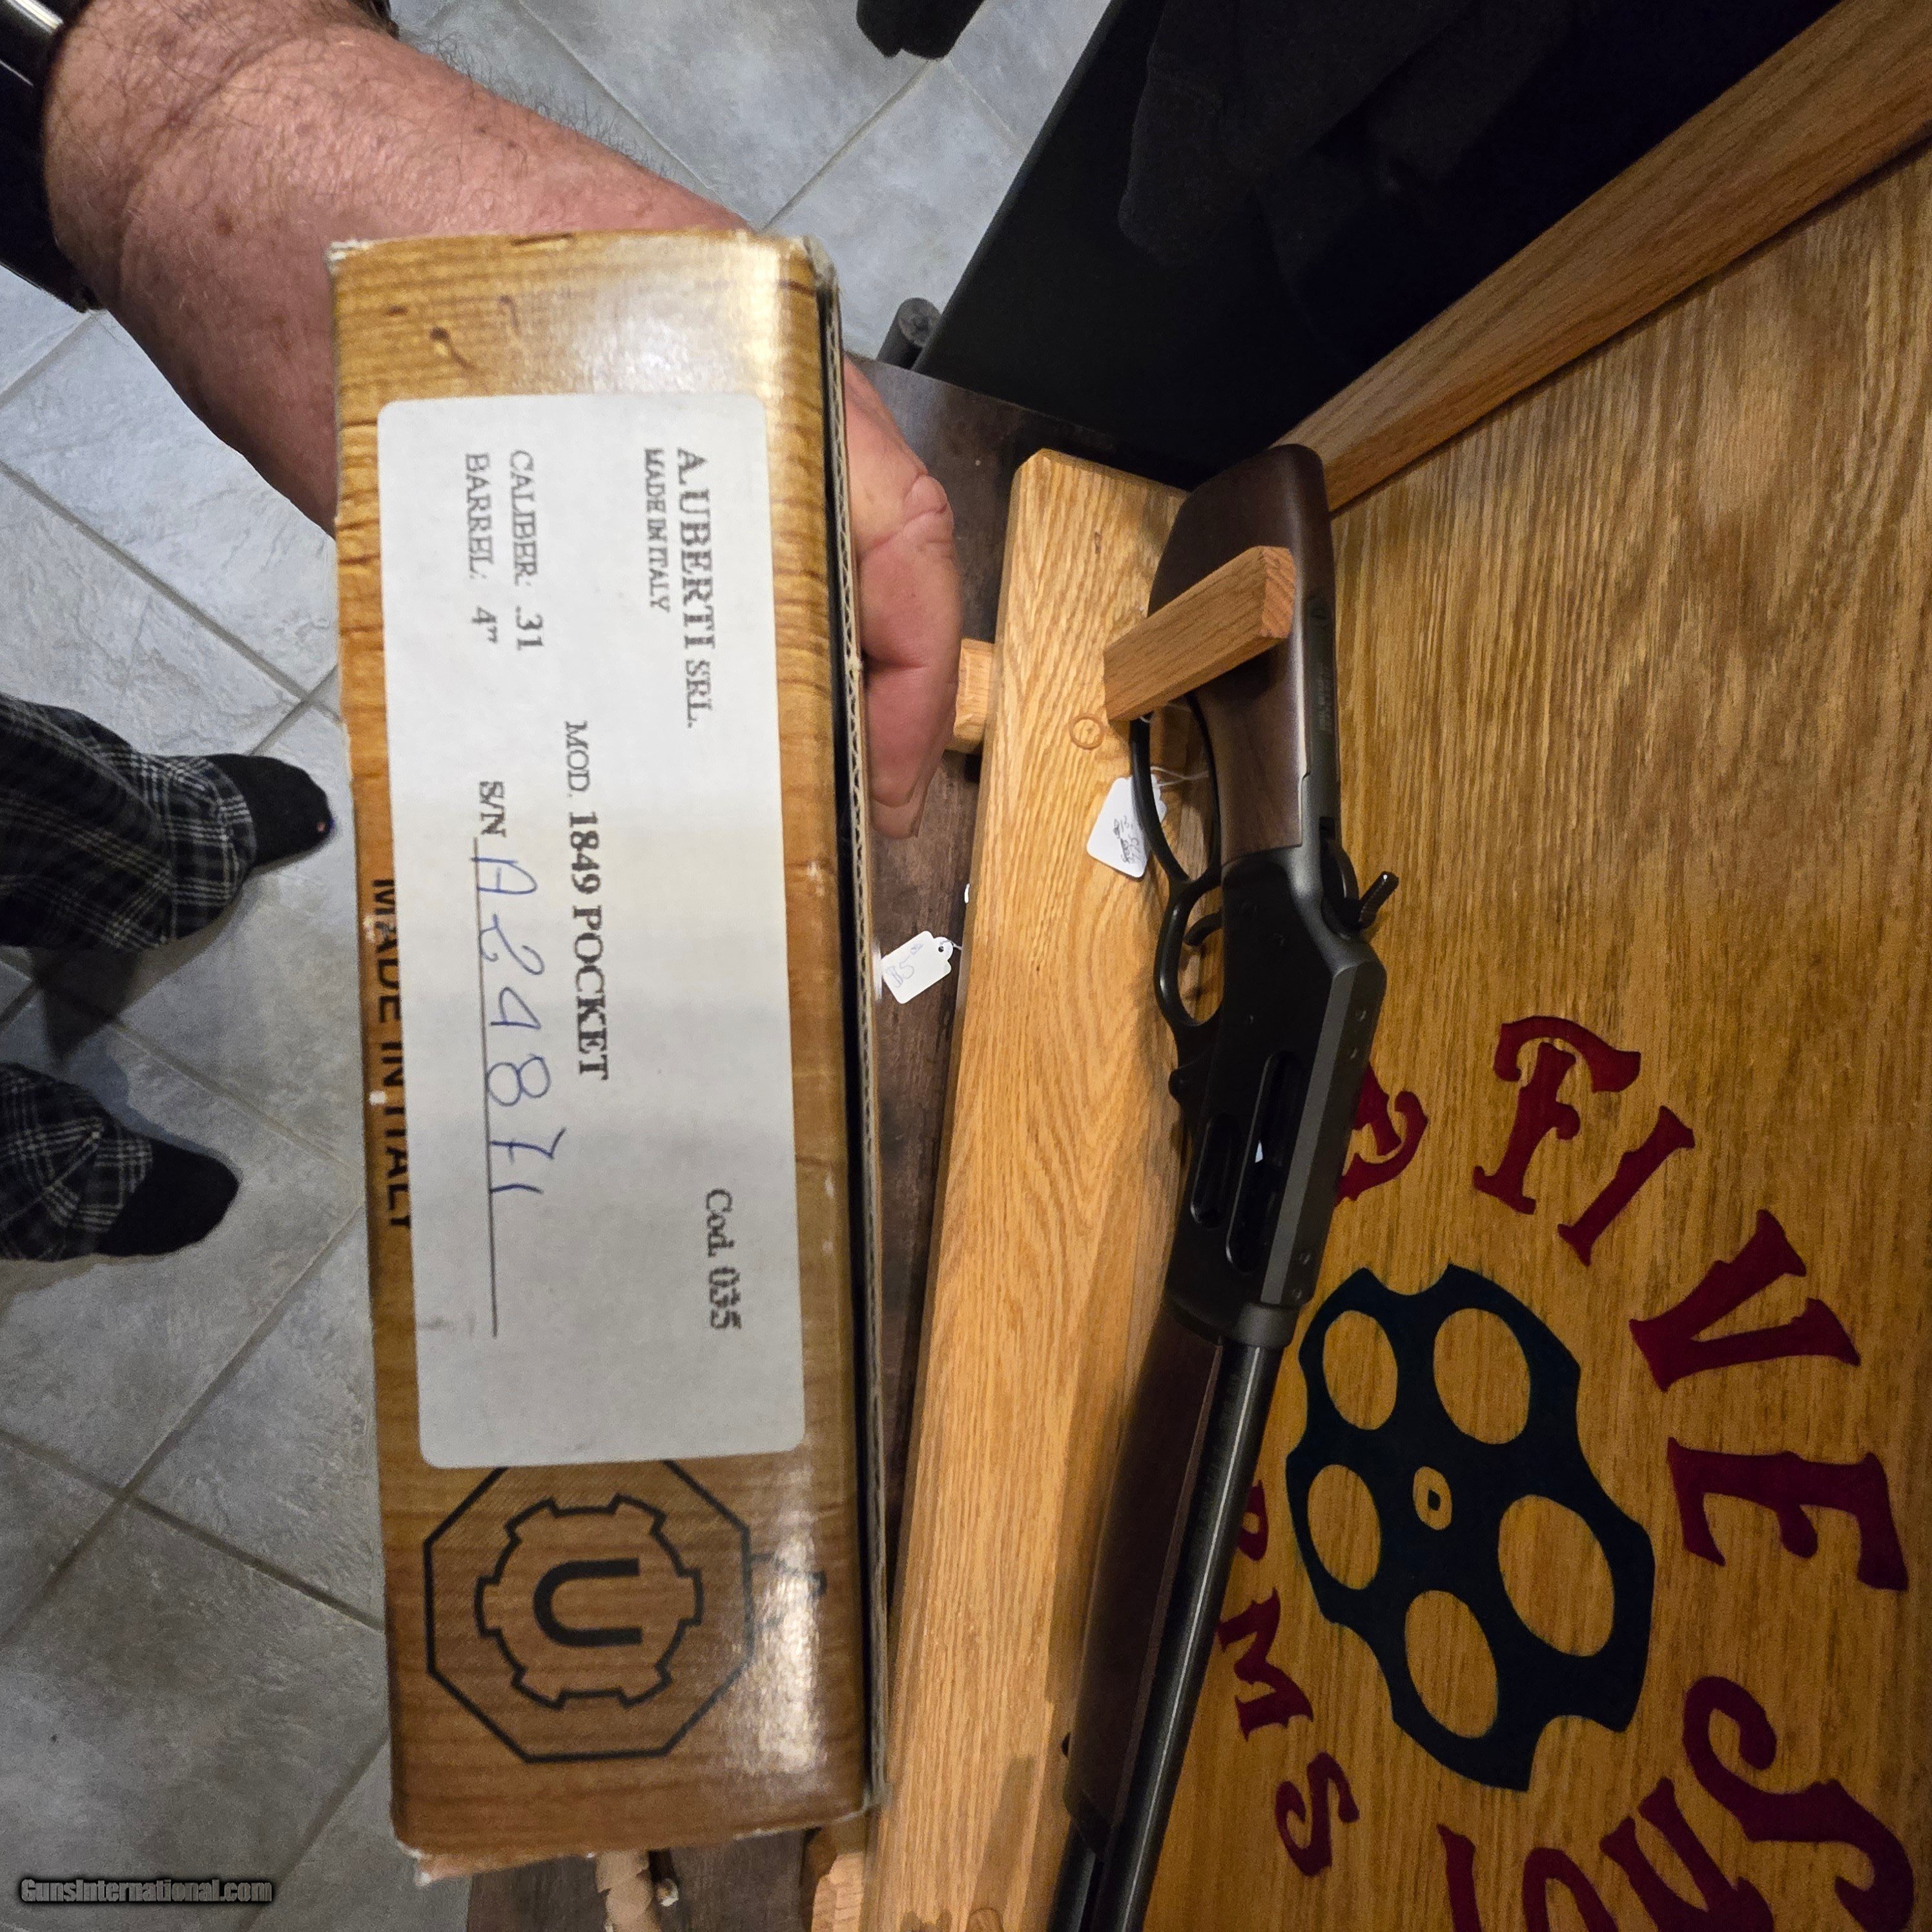 A.UBERTI SRL.
MADE IN ITALY
Cod. 035
MOD. 1849 POCKET
CALIBER: .31
BARREL: 4"
S/N A24871
MADE IN ITALY
U
FIVE
SHOT
RMS
GunsInternational.com